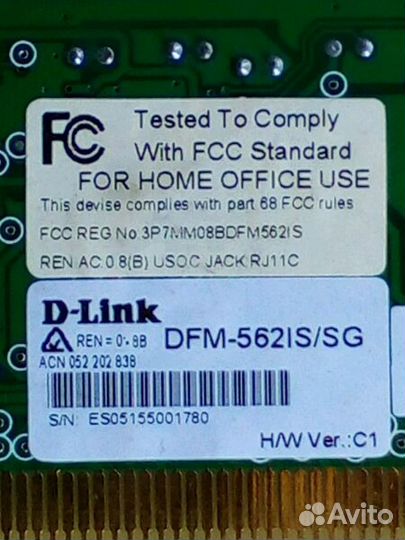 FC
Tested To Comply
With FCC Standard
FOR HOME OFFICE USE
This devise complies with part 68 FCC rules
FCC REG No.3P7MM08BDFM562IS
REN AC.0 8(B) USOC JACK RJ11C
D-Link
REN = 0.8B DFM-562IS/SG
ACN 052 202 838
S/N: ES05155001780
H/W Ver.:C1
Avito